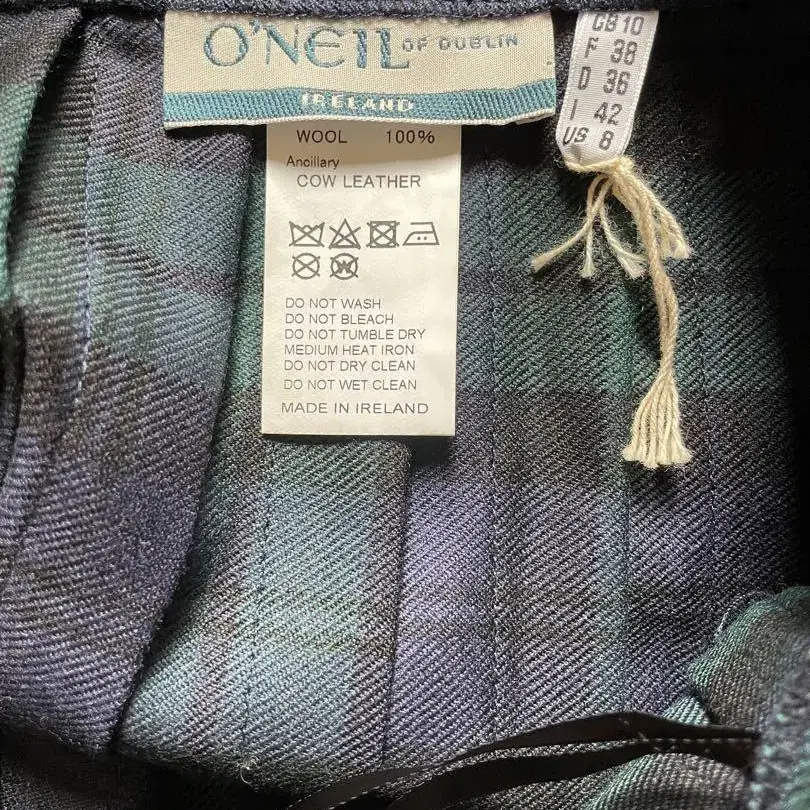 O'NEIL OF DUBLIN
IRELAND
GB 10
F 38
D 36
I 42
US 8
WOOL 100%
Ancillary
COW LEATHER
W
DO NOT WASH
DO NOT BLEACH
DO NOT TUMBLE DRY
MEDIUM HEAT IRON
DO NOT DRY CLEAN
DO NOT WET CLEAN
MADE IN IRELAND